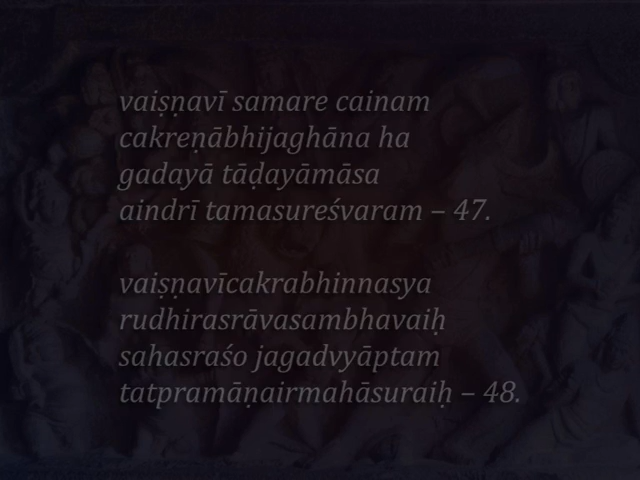 vaiṣṇavī samare cainam
cakreṇābhijaghāna ha
gadayā tāḍayāmāsa
aindrī tamasureśvaram – 47.
vaiṣṇavīcakrabhinnasya
rudhirasrāvasambhavaiḥ
sahasraśo jagadvyāptam
tatpramāṇairmahāsuraiḥ – 48.